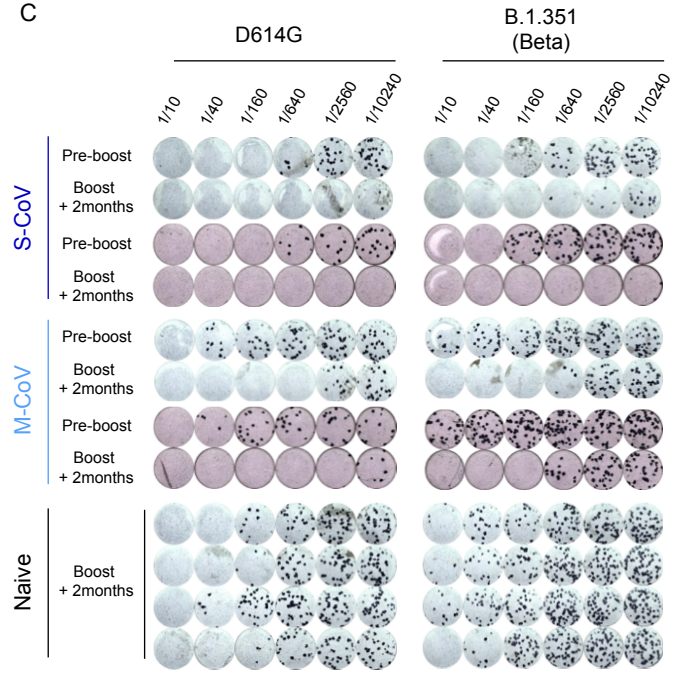 C
D614G
B.1.351
(Beta)
1/10
1/40
1/160
1/640
1/2560
1/10240
1/10
1/40
1/160
1/640
1/2560
1/10240
S-CoV
Pre-boost
Boost
+ 2months
Pre-boost
Boost
+ 2months
M-CoV
Pre-boost
Boost
+ 2months
Pre-boost
Boost
+ 2months
Naive
Boost
+ 2months